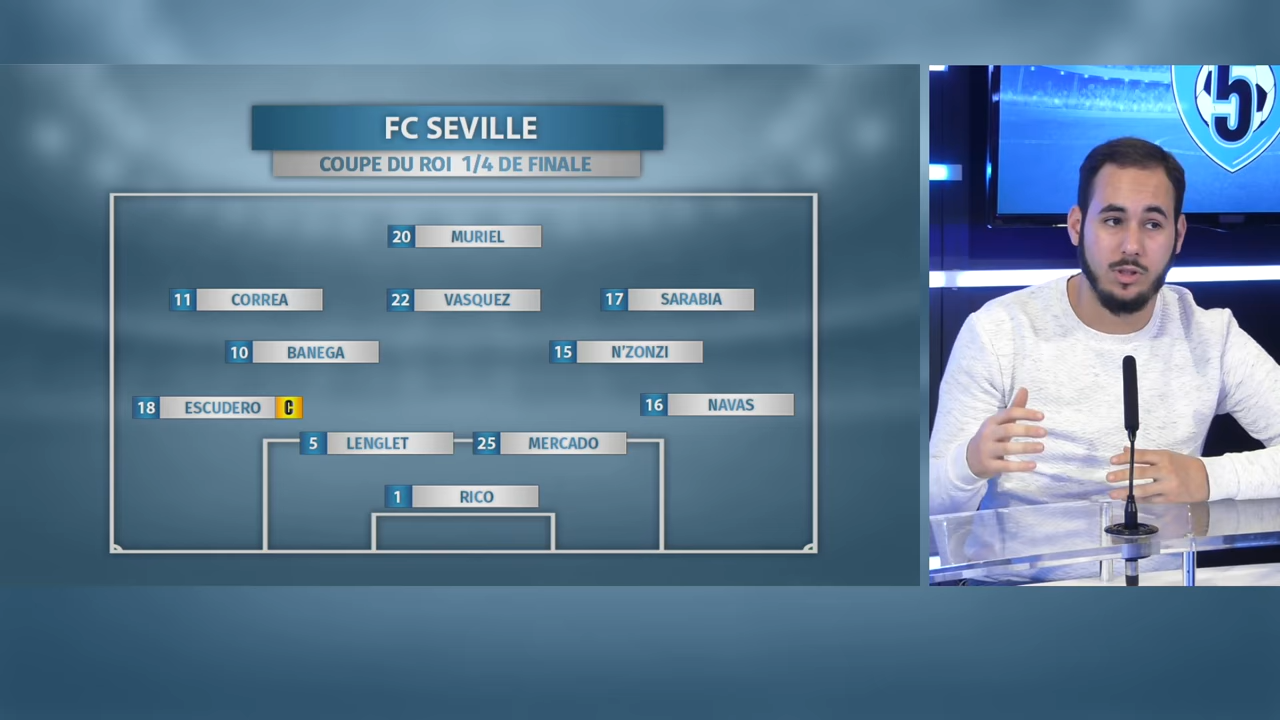 FC SEVILLE
COUPE DU ROI 1/4 DE FINALE
20 MURIEL
11 CORREA
22 VASQUEZ
17 SARABIA
10 BANEGA
15 N'ZONZI
18 ESCUDERO C
16 NAVAS
5 LENGLET
25 MERCADO
1 RICO
5